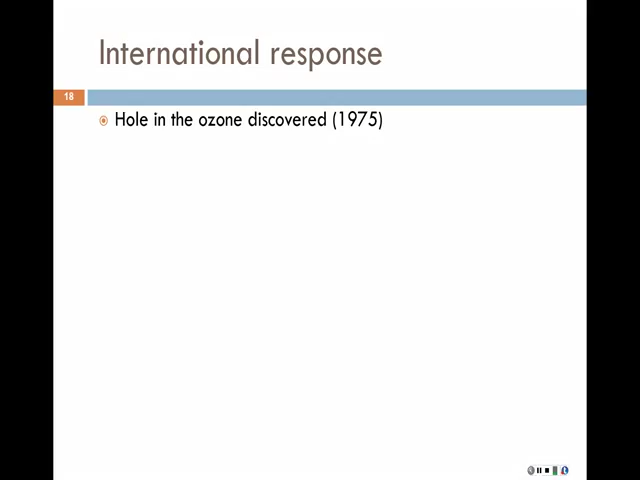 International response
18
Hole in the ozone discovered (1975)